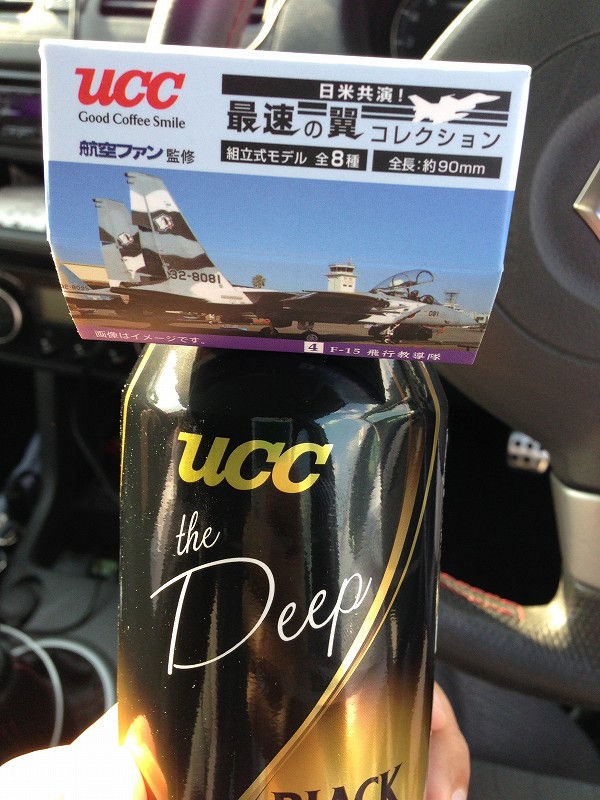 UCC
Good Coffee Smile
航空ファン監修
日米共演!
最速の翼コレクション
組立式モデル 全8種
全長:約90mm
32-8081
081
画像はイメージです。
4 F-15 飛行教導隊
UCC
the
Deep
BLACK